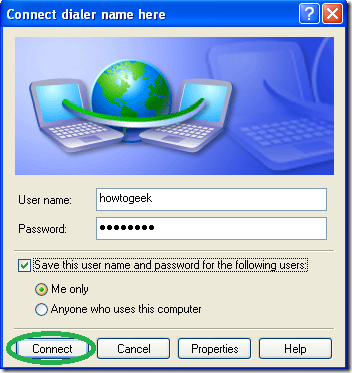 Connect dialer name here
User name: howtogeek
Password: ●●●●●●●●
Save this user name and password for the following users:
Me only
Anyone who uses this computer
Connect Cancel Properties Help